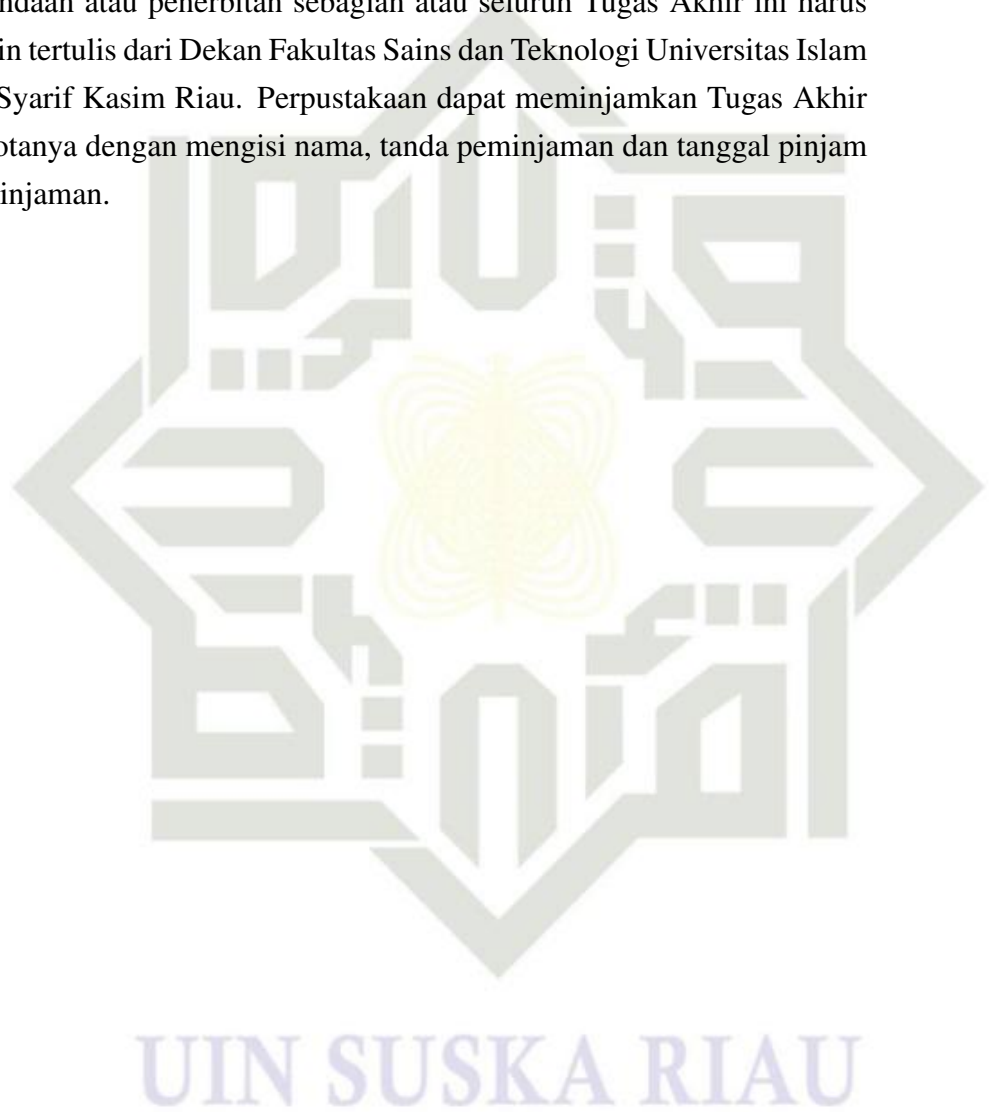 ndaan atau penerbitan sebagian atau seluruh Tugas Akhir ini harus
in tertulis dari Dekan Fakultas Sains dan Teknologi Universitas Islam
Syarif Kasim Riau. Perpustakaan dapat meminjamkan Tugas Akhir
otanya dengan mengisi nama, tanda peminjaman dan tanggal pinjam
injaman.
UIN SUSKA RIAU